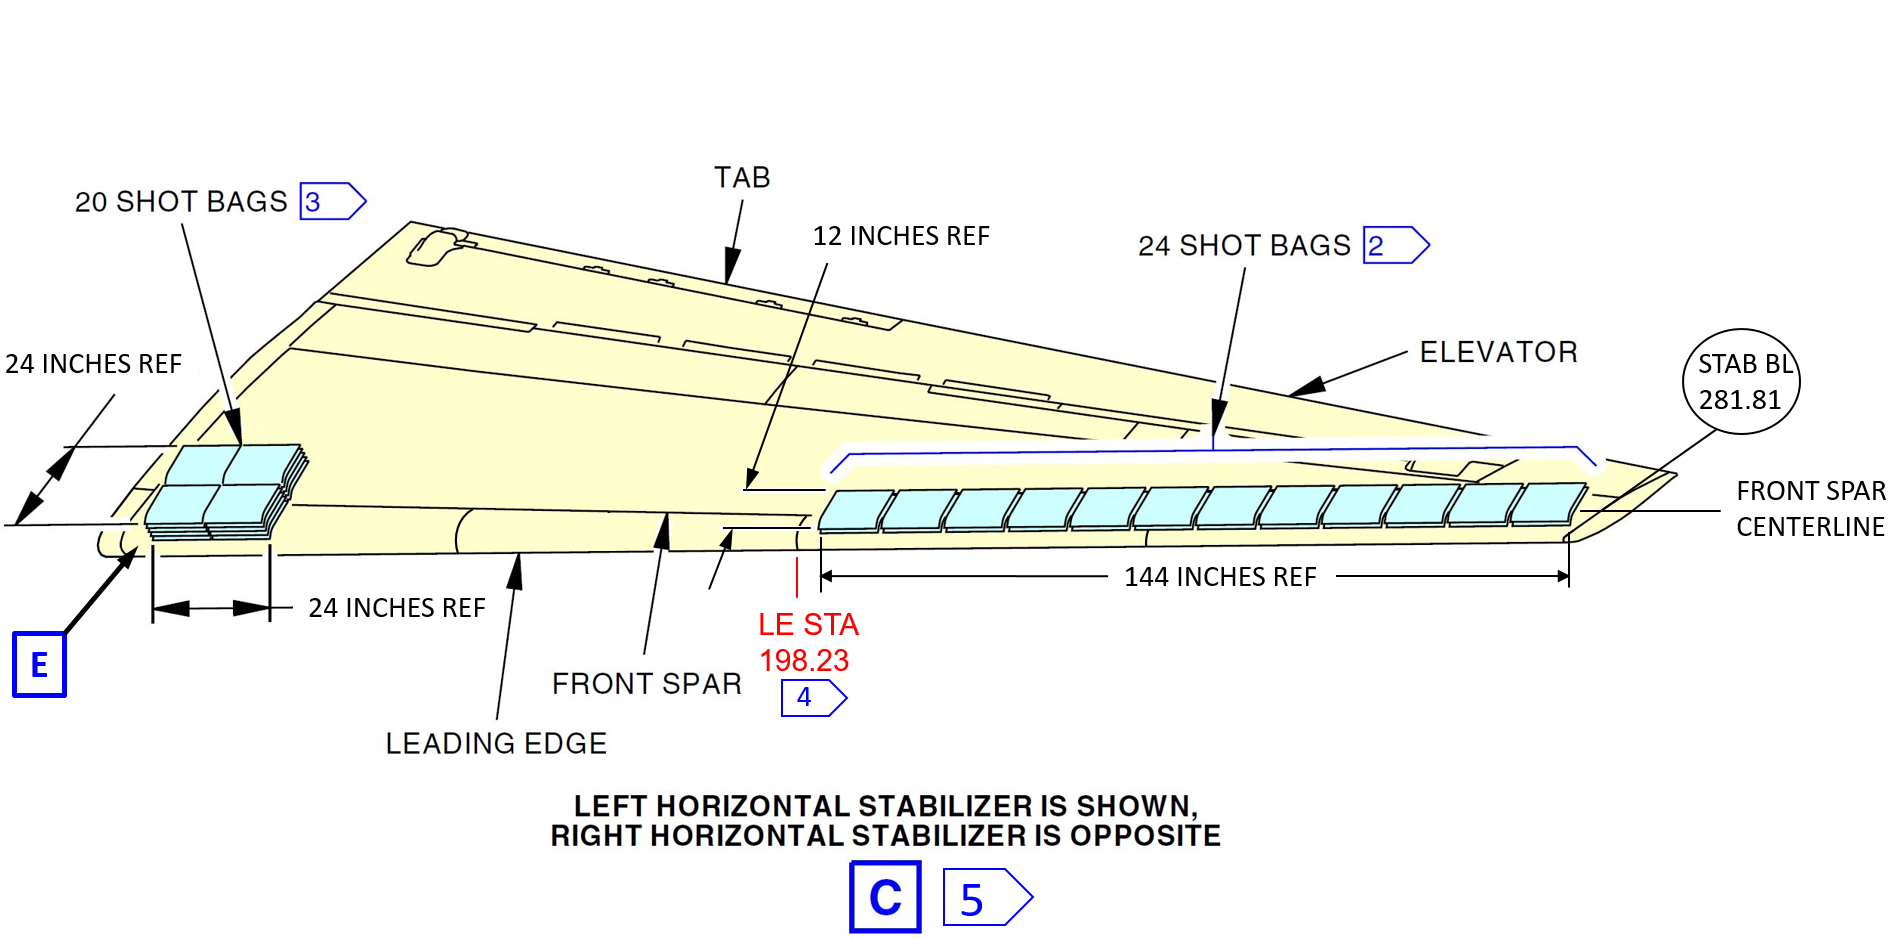 TAB
20 SHOT BAGS 3
12 INCHES REF
24 SHOT BAGS 2
24 INCHES REF
ELEVATOR
STAB BL
281.81
FRONT SPAR
CENTERLINE
144 INCHES REF
24 INCHES REF
LE STA
198.23
4
E
FRONT SPAR
LEADING EDGE
LEFT HORIZONTAL STABILIZER IS SHOWN,
RIGHT HORIZONTAL STABILIZER IS OPPOSITE
C 5